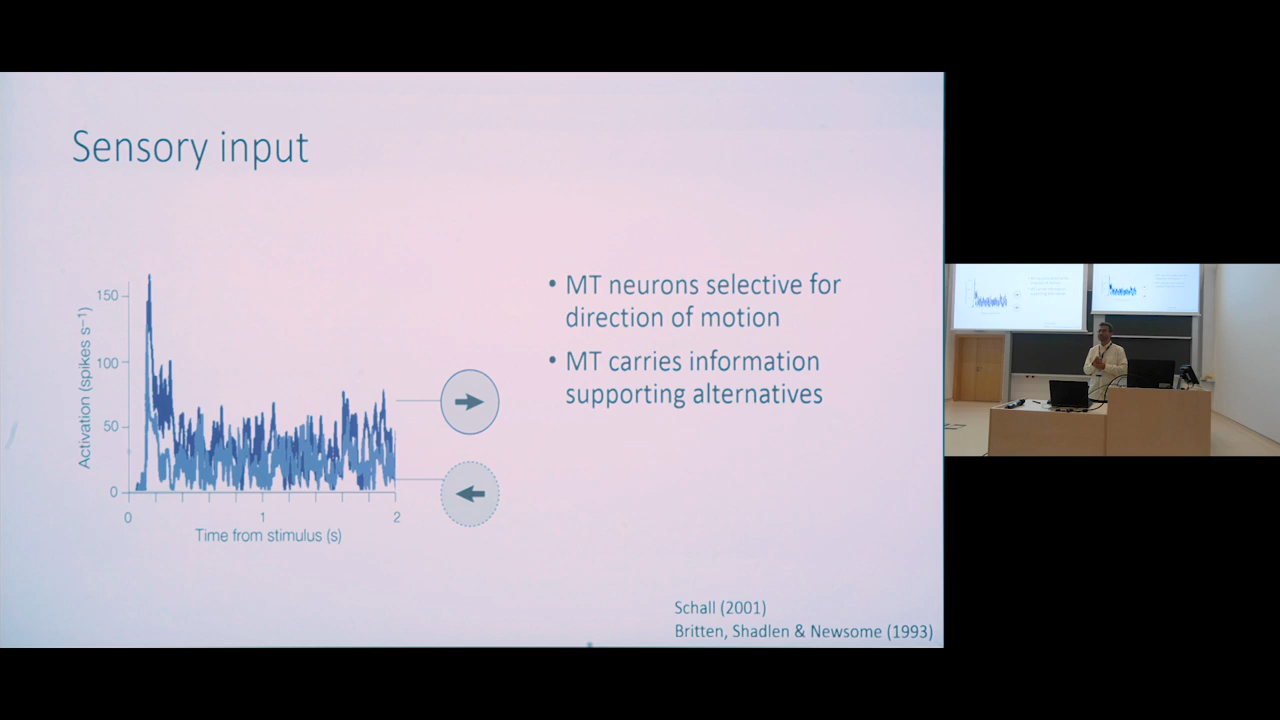 Sensory input
150
100
50
0
Activation (spikes s⁻¹)
0
1
2
Time from stimulus (s)
• MT neurons selective for
direction of motion
• MT carries information
supporting alternatives
Schall (2001)
Britten, Shadlen & Newsome (1993)